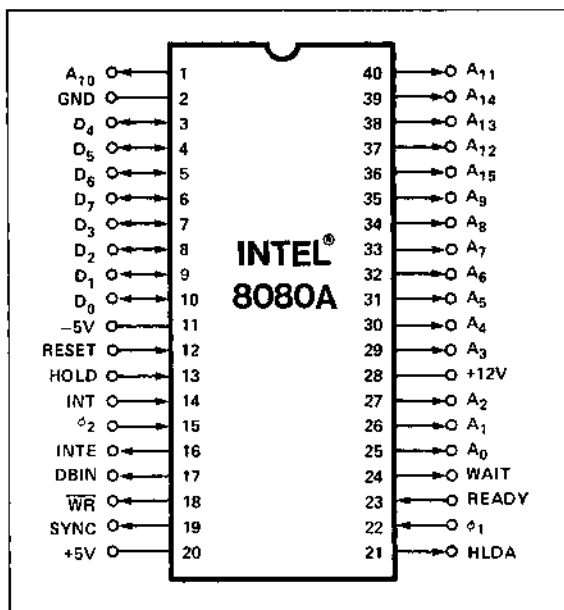 A10 1 40 A11
GND 2 39 A14
D4 3 38 A13
D5 4 37 A12
D6 5 36 A15
D7 6 35 A9
D3 7 34 A8
D2 8 33 A7
INTEL®
D1 9 32 A6
8080A
D0 10 31 A5
-5V 11 30 A4
RESET 12 29 A3
HOLD 13 28 +12V
INT 14 27 A2
ϕ2 15 26 A1
INTE 16 25 A0
DBIN 17 24 WAIT
W̅R̅ 18 23 READY
SYNC 19 22 ϕ1
+5V 20 21 HLDA